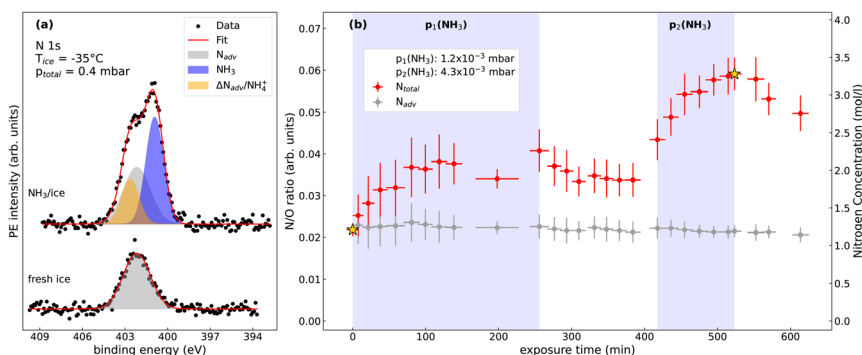 (a)
N 1s
T_ice = -35°C
p_total = 0.4 mbar
Data
Fit
N_adv
NH₃
ΔN_adv/NH₄⁺
NH₃/ice
fresh ice
PE intensity (arb. units)
409 406 403 400 397 394
binding energy (eV)
(b)
p₁(NH₃)
p₂(NH₃)
p₁(NH₃): 1.2x10⁻³ mbar
p₂(NH₃): 4.3x10⁻³ mbar
N_total
N_adv
N/O ratio (arb. units)
0.07
0.06
0.05
0.04
0.03
0.02
0.01
0.00
0 100 200 300 400 500 600
exposure time (min)
4.0
3.5
3.0
2.5
2.0
1.5
1.0
0.5
0.0
Nitrogen Concentration (mol/l)